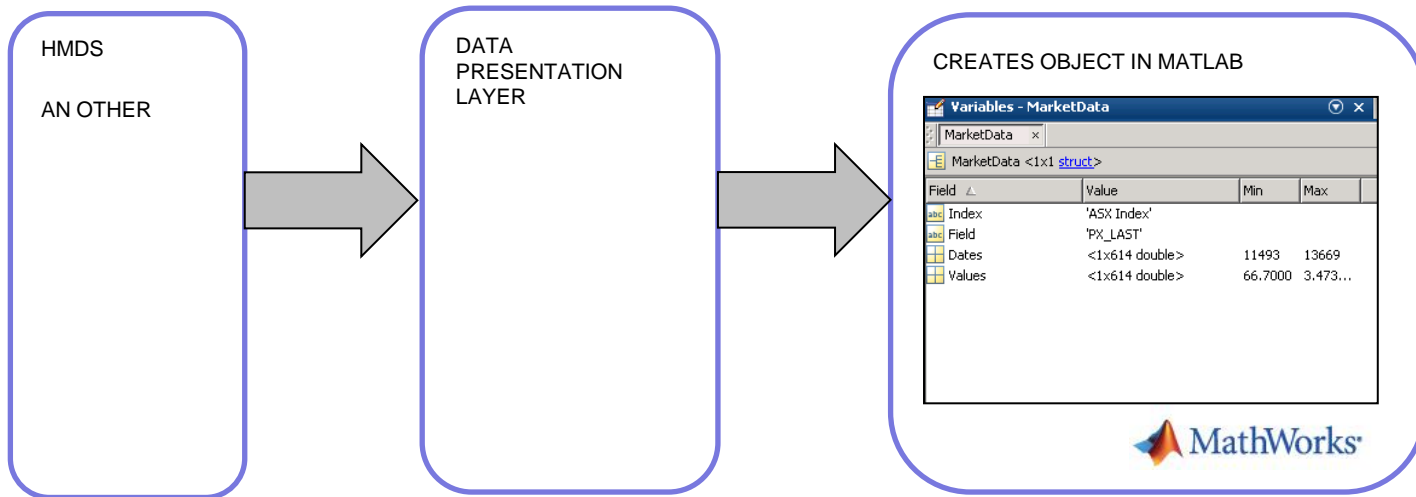 HMDS
AN OTHER
DATA
PRESENTATION
LAYER
CREATES OBJECT IN MATLAB
Variables - MarketData
MarketData ×
MarketData <1x1 struct>
Field Value Min Max
abc Index 'ASX Index'
abc Field 'PX_LAST'
Dates <1x614 double> 11493 13669
Values <1x614 double> 66.7000 3.473...
MathWorks